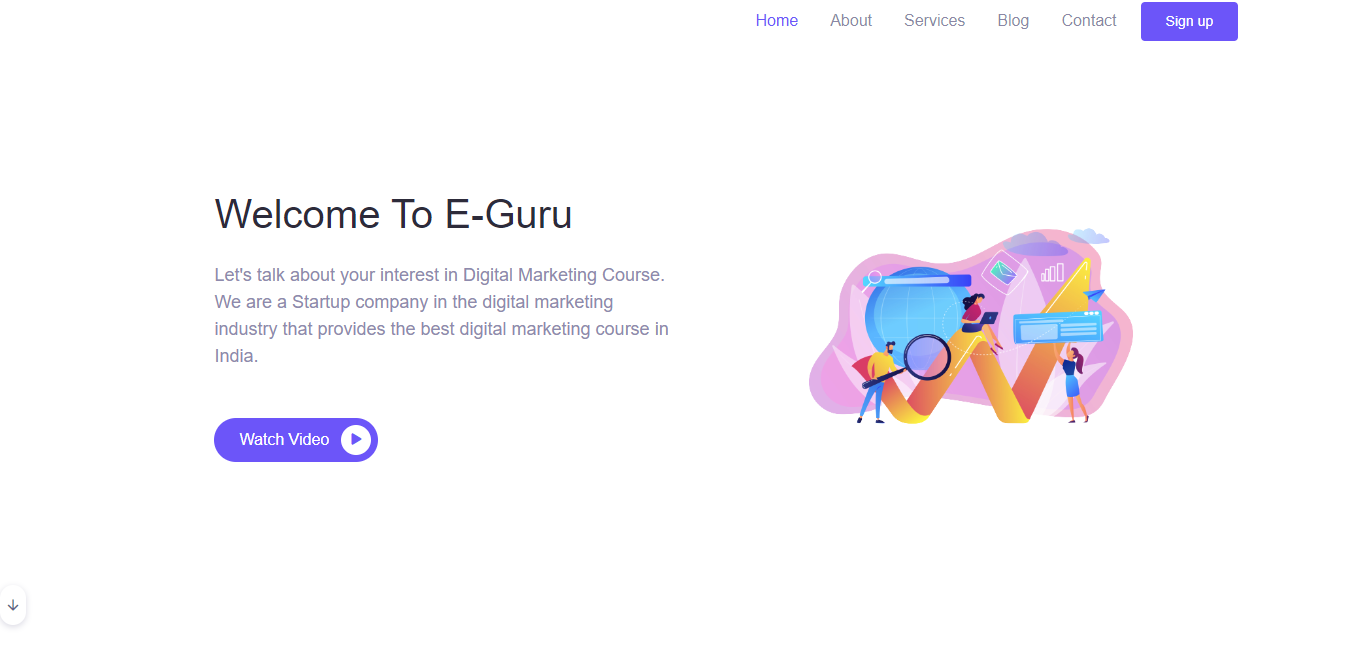 Home About Services Blog Contact Sign up
Welcome To E-Guru
Let's talk about your interest in Digital Marketing Course.
We are a Startup company in the digital marketing
industry that provides the best digital marketing course in
India.
Watch Video